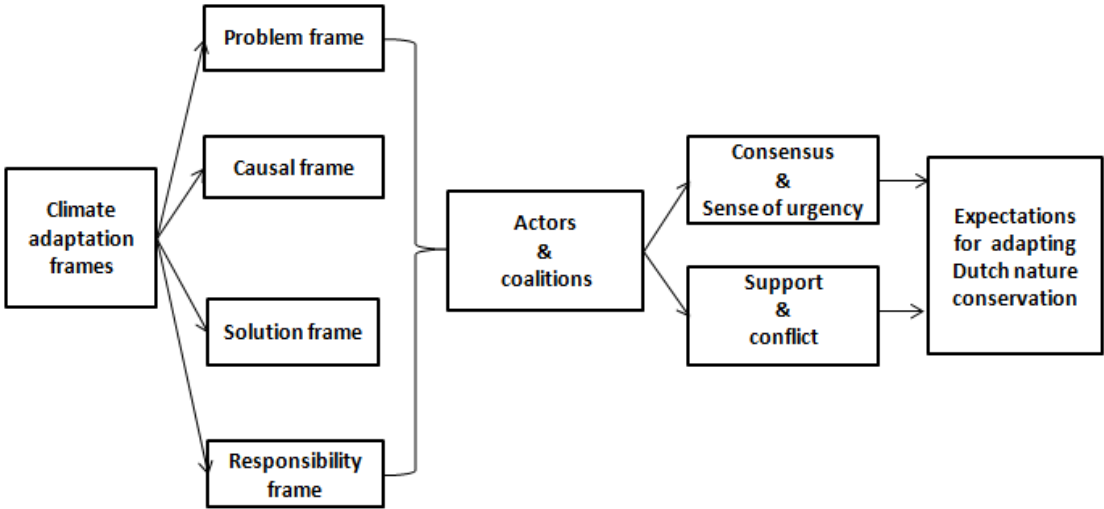 Problem frame
Causal frame
Climate
adaptation
frames
Solution frame
Responsibility
frame
Actors
&
coalitions
Consensus
&
Sense of urgency
Support
&
conflict
Expectations
for adapting
Dutch nature
conservation